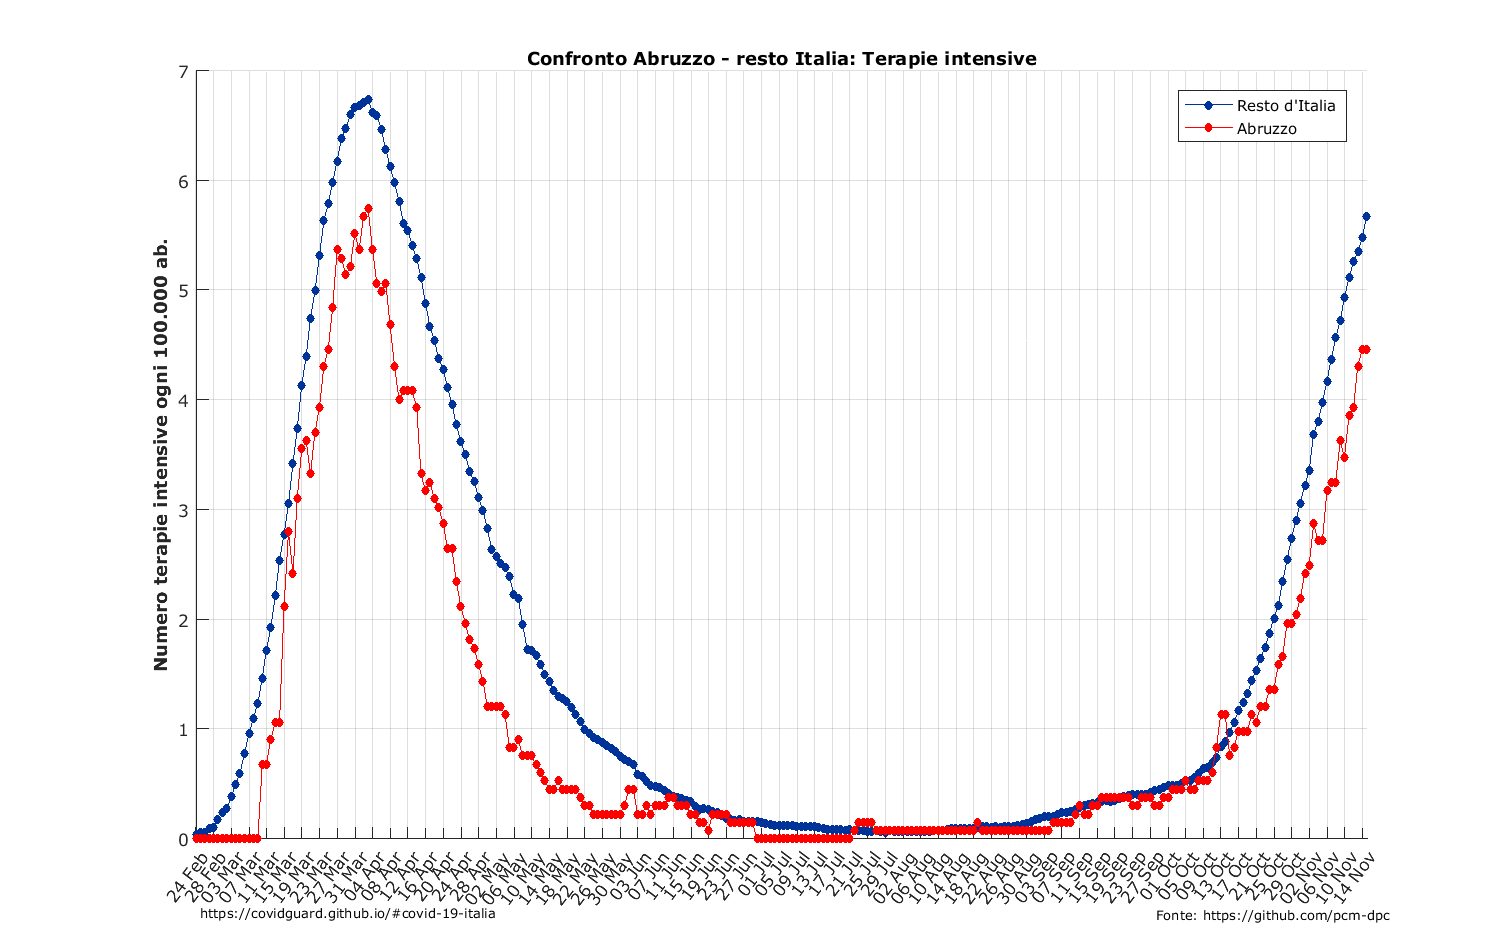 Confronto Abruzzo - resto Italia: Terapie intensive
Resto d'Italia
Abruzzo
Numero terapie intensive ogni 100.000 ab.
7
6
5
4
3
2
1
0
24 Feb
28 Feb
03 Mar
07 Mar
11 Mar
15 Mar
19 Mar
23 Mar
27 Mar
31 Mar
04 Apr
08 Apr
12 Apr
16 Apr
20 Apr
24 Apr
28 Apr
02 May
06 May
10 May
14 May
18 May
22 May
26 May
30 May
03 Jun
07 Jun
11 Jun
15 Jun
19 Jun
23 Jun
27 Jun
01 Jul
05 Jul
09 Jul
13 Jul
17 Jul
21 Jul
25 Jul
29 Jul
02 Aug
06 Aug
10 Aug
14 Aug
18 Aug
22 Aug
26 Aug
30 Aug
03 Sep
07 Sep
11 Sep
15 Sep
19 Sep
23 Sep
27 Sep
01 Oct
05 Oct
09 Oct
13 Oct
17 Oct
21 Oct
25 Oct
29 Oct
02 Nov
06 Nov
10 Nov
14 Nov
https://covidguard.github.io/#covid-19-italia
Fonte: https://github.com/pcm-dpc